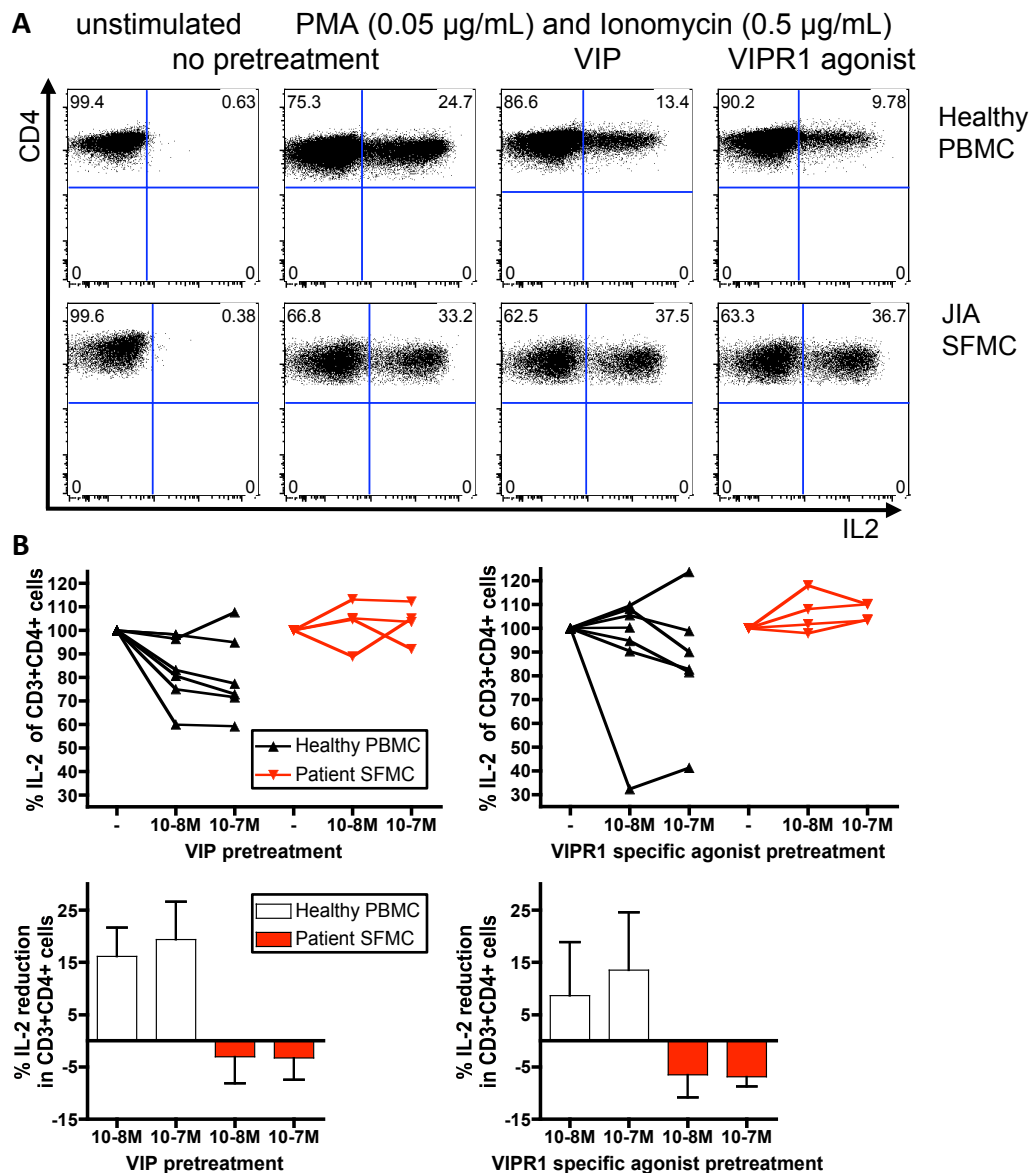 A
unstimulated PMA (0.05 µg/mL) and Ionomycin (0.5 µg/mL)
no pretreatment VIP VIPR1 agonist
CD4
99.4 0.63 75.3 24.7 86.6 13.4 90.2 9.78
Healthy
PBMC
0 0 0 0 0 0 0 0
99.6 0.38 66.8 33.2 62.5 37.5 63.3 36.7
JIA
SFMC
0 0 0 0 0 0 0 0
IL2
B
% IL-2 of CD3+CD4+ cells
120
110
100
90
80
70
60
50
40
30
Healthy PBMC
Patient SFMC
- 10-8M 10-7M - 10-8M 10-7M
VIP pretreatment
% IL-2 of CD3+CD4+ cells
120
110
100
90
80
70
60
50
40
30
- 10-8M 10-7M - 10-8M 10-7M
VIPR1 specific agonist pretreatment
% IL-2 reduction
in CD3+CD4+ cells
25
15
5
-5
-15
Healthy PBMC
Patient SFMC
10-8M 10-7M 10-8M 10-7M
VIP pretreatment
% IL-2 reduction
in CD3+CD4+ cells
25
15
5
-5
-15
10-8M 10-7M 10-8M 10-7M
VIPR1 specific agonist pretreatment